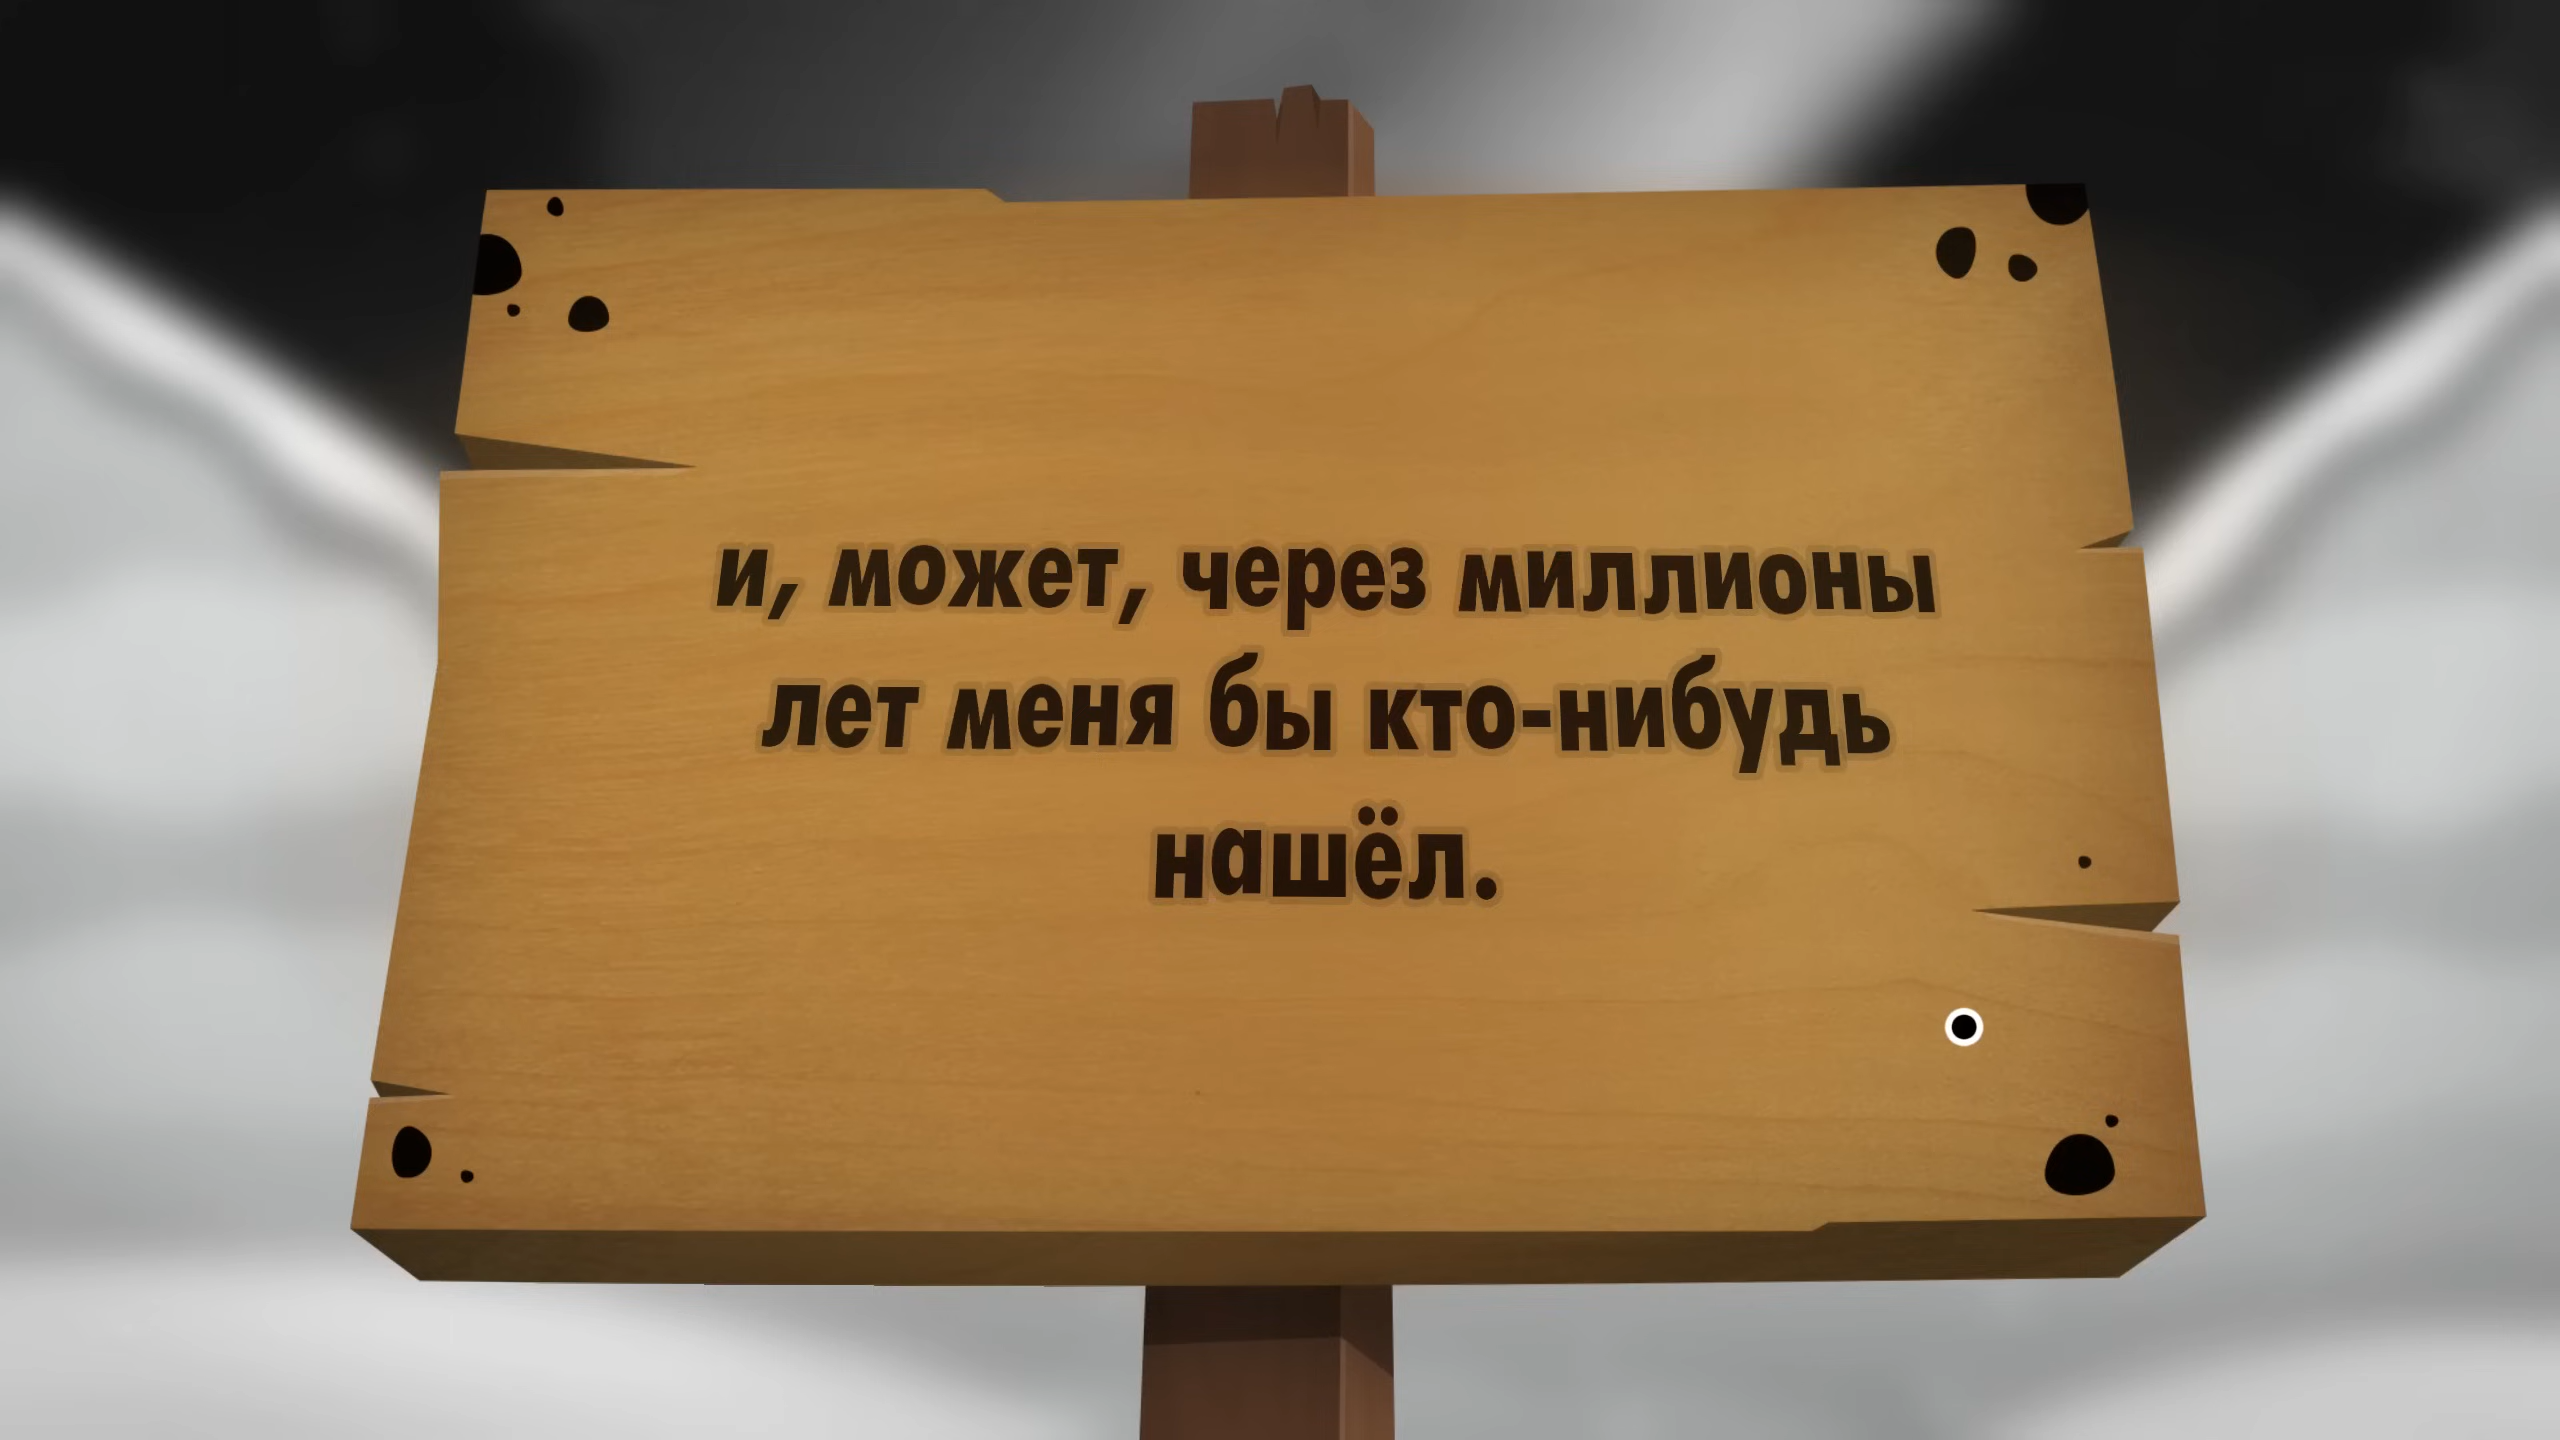 и, может, через миллионы
лет меня бы кто-нибудь
нашёл.